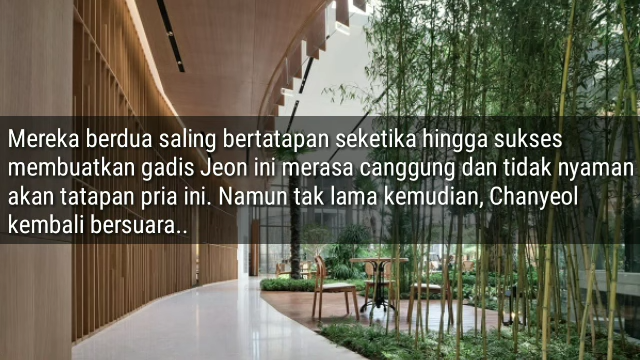 Mereka berdua saling bertatapan seketika hingga sukses
membuatkan gadis Jeon ini merasa canggung dan tidak nyaman
akan tatapan pria ini. Namun tak lama kemudian, Chanyeol
kembali bersuara..